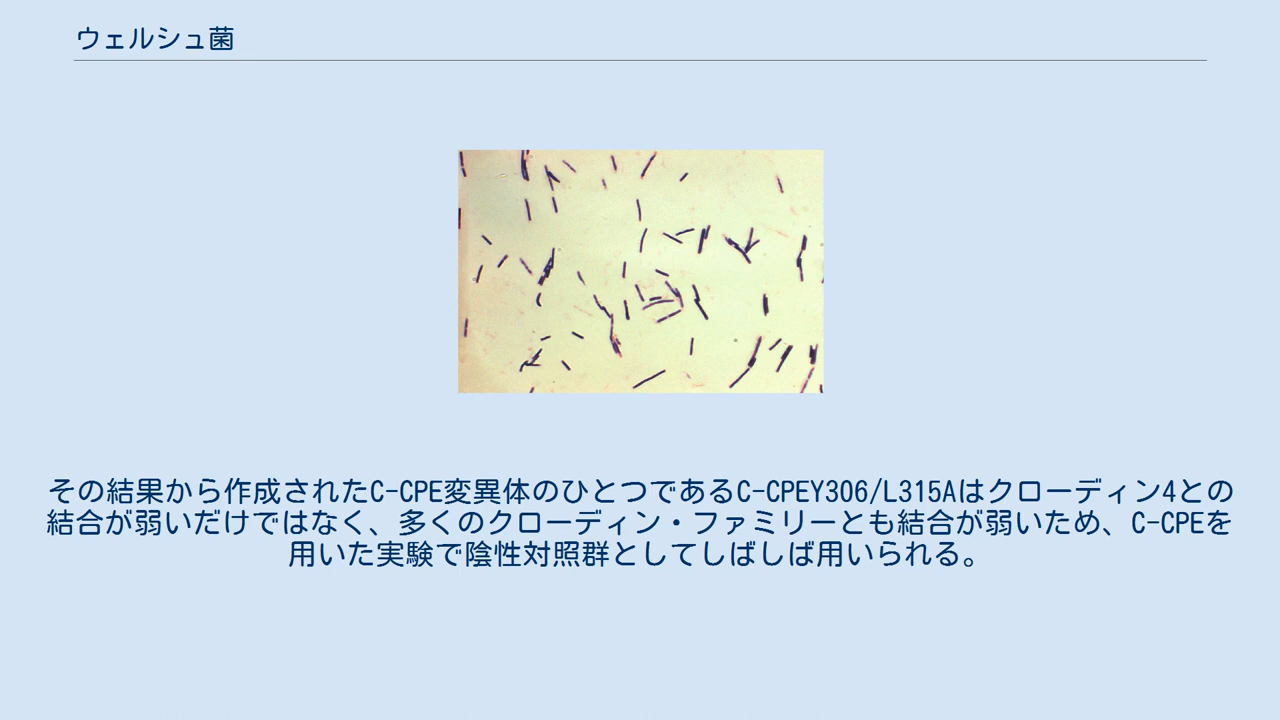 ウェルシュ菌
その結果から作成されたC-CPE変異体のひとつであるC-CPEY306/L315Aはクローディン4との
結合が弱いだけではなく、多くのクローディン・ファミリーとも結合が弱いため、C-CPEを
用いた実験で陰性対照群としてしばしば用いられる。